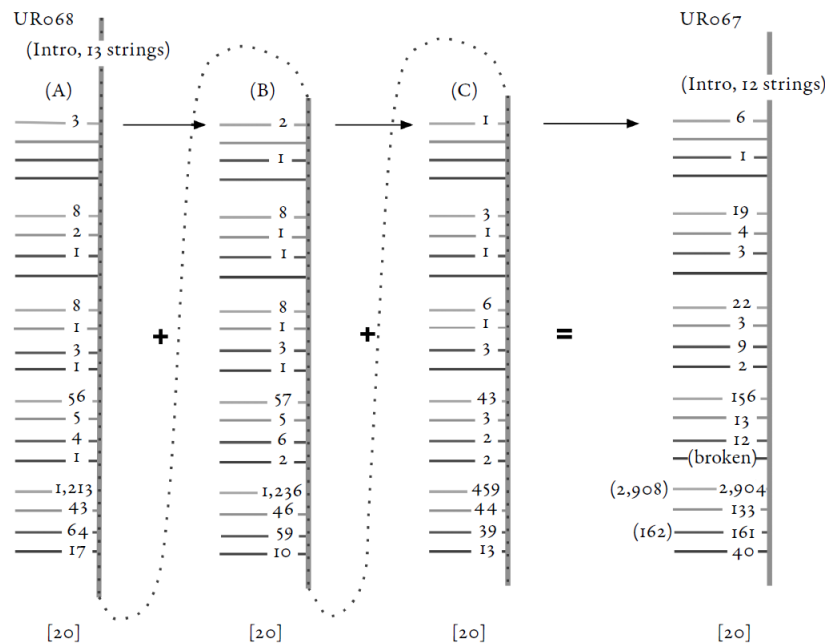 UR068 UR067
(Intro, 13 strings) (Intro, 12 strings)
(A) (B) (C)
3 2 1 6
1 1
8 8 3 19
2 1 1 4
1 1 1 3
8 8 6 22
1 1 1 3
3 3 3 9
1 1 2
+ + =
56 57 43 156
5 5 3 13
4 6 2 12
1 2 2 (broken)
1,213 1,236 459 (2,908) 2,904
43 46 44 133
64 59 39 (162) 161
17 10 13 40
[20] [20] [20] [20]